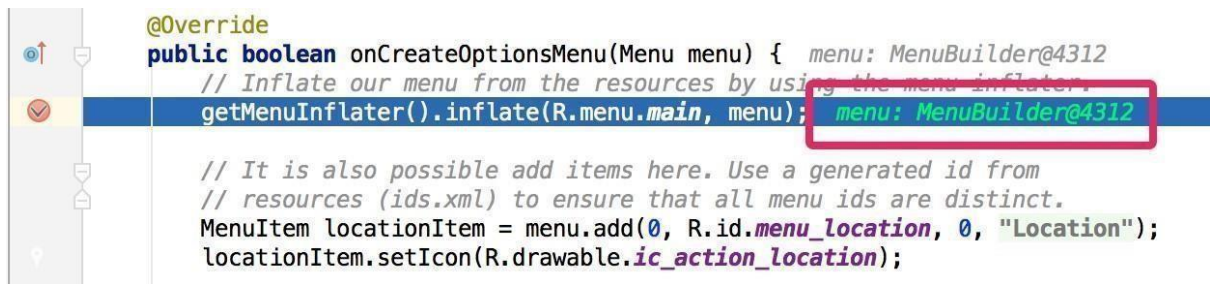 @Override
public boolean onCreateOptionsMenu(Menu menu) {  menu: MenuBuilder@4312
// Inflate our menu from the resources by using the menu inflater.
getMenuInflater().inflate(R.menu.main, menu);  menu: MenuBuilder@4312
// It is also possible add items here. Use a generated id from
// resources (ids.xml) to ensure that all menu ids are distinct.
MenuItem locationItem = menu.add(0, R.id.menu_location, 0, "Location");
locationItem.setIcon(R.drawable.ic_action_location);